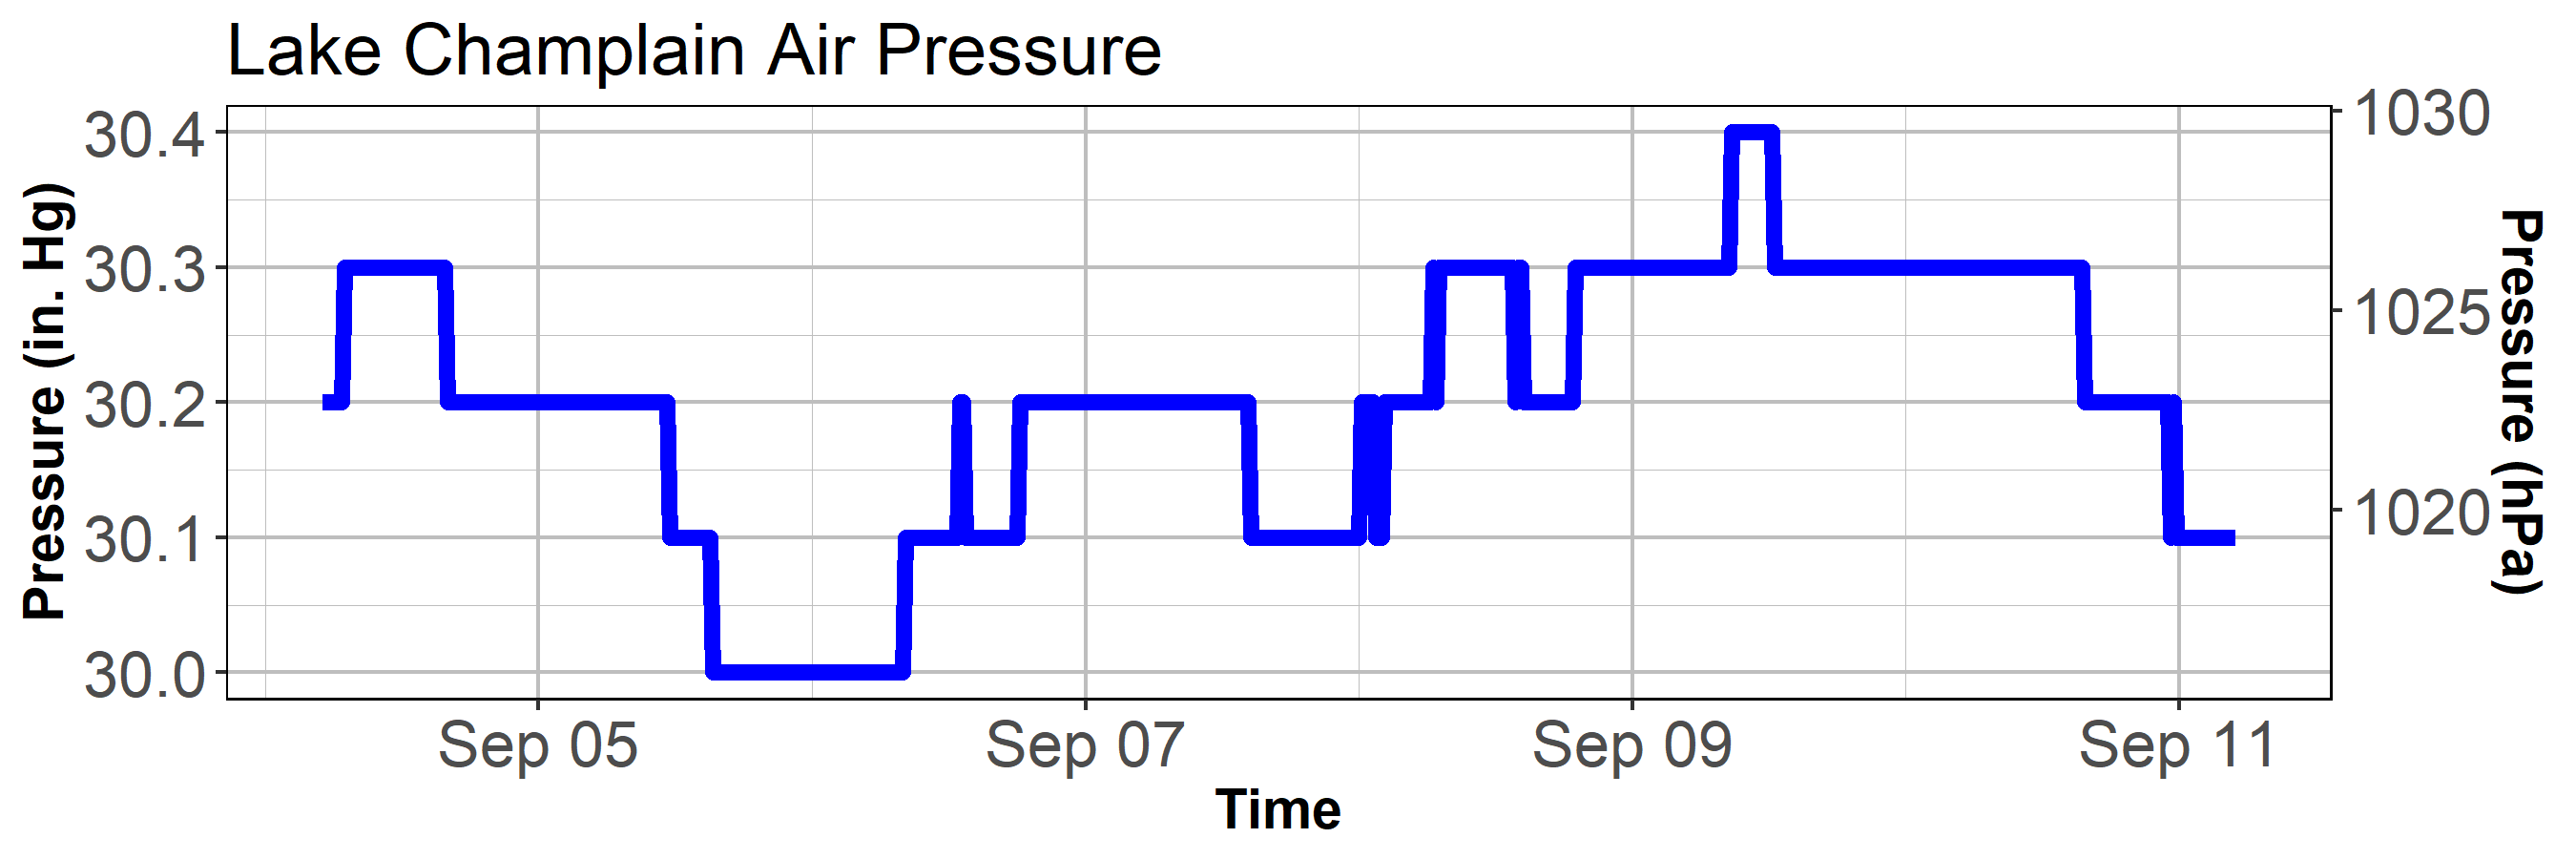 Lake Champlain Air Pressure
Pressure (in. Hg)
30.4
30.3
30.2
30.1
30.0
1030
1025
1020
Pressure (hPa)
Sep 05 Sep 07 Sep 09 Sep 11
Time